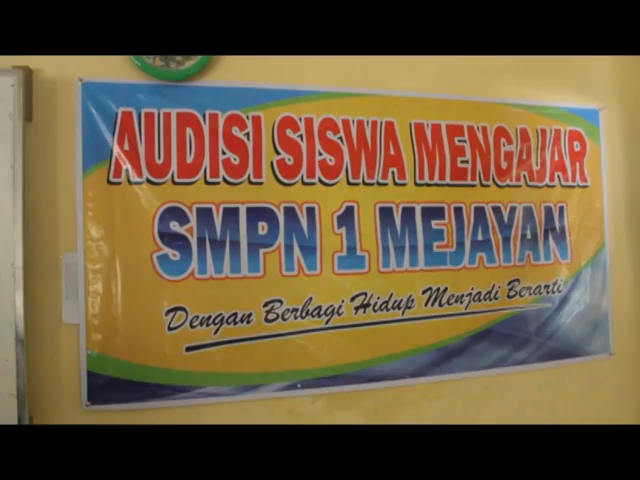 AUDISI SISWA MENGAJAR
SMPN 1 MEJAYAN
Dengan Berbagi Hidup Menjadi Berarti